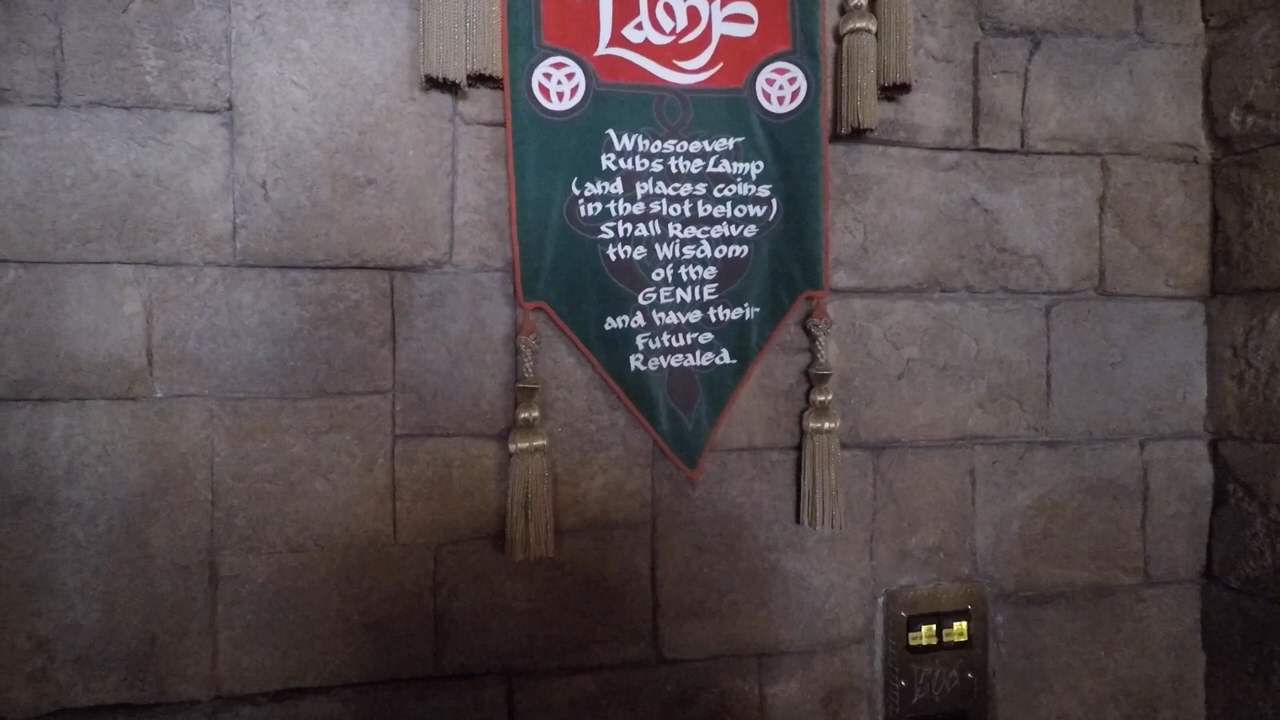 Lamp
Whosoever
Rubs the Lamp
(and places coins
in the slot below)
Shall Receive
the Wisdom
of the
GENIE
and have their
Future
Revealed.
50¢